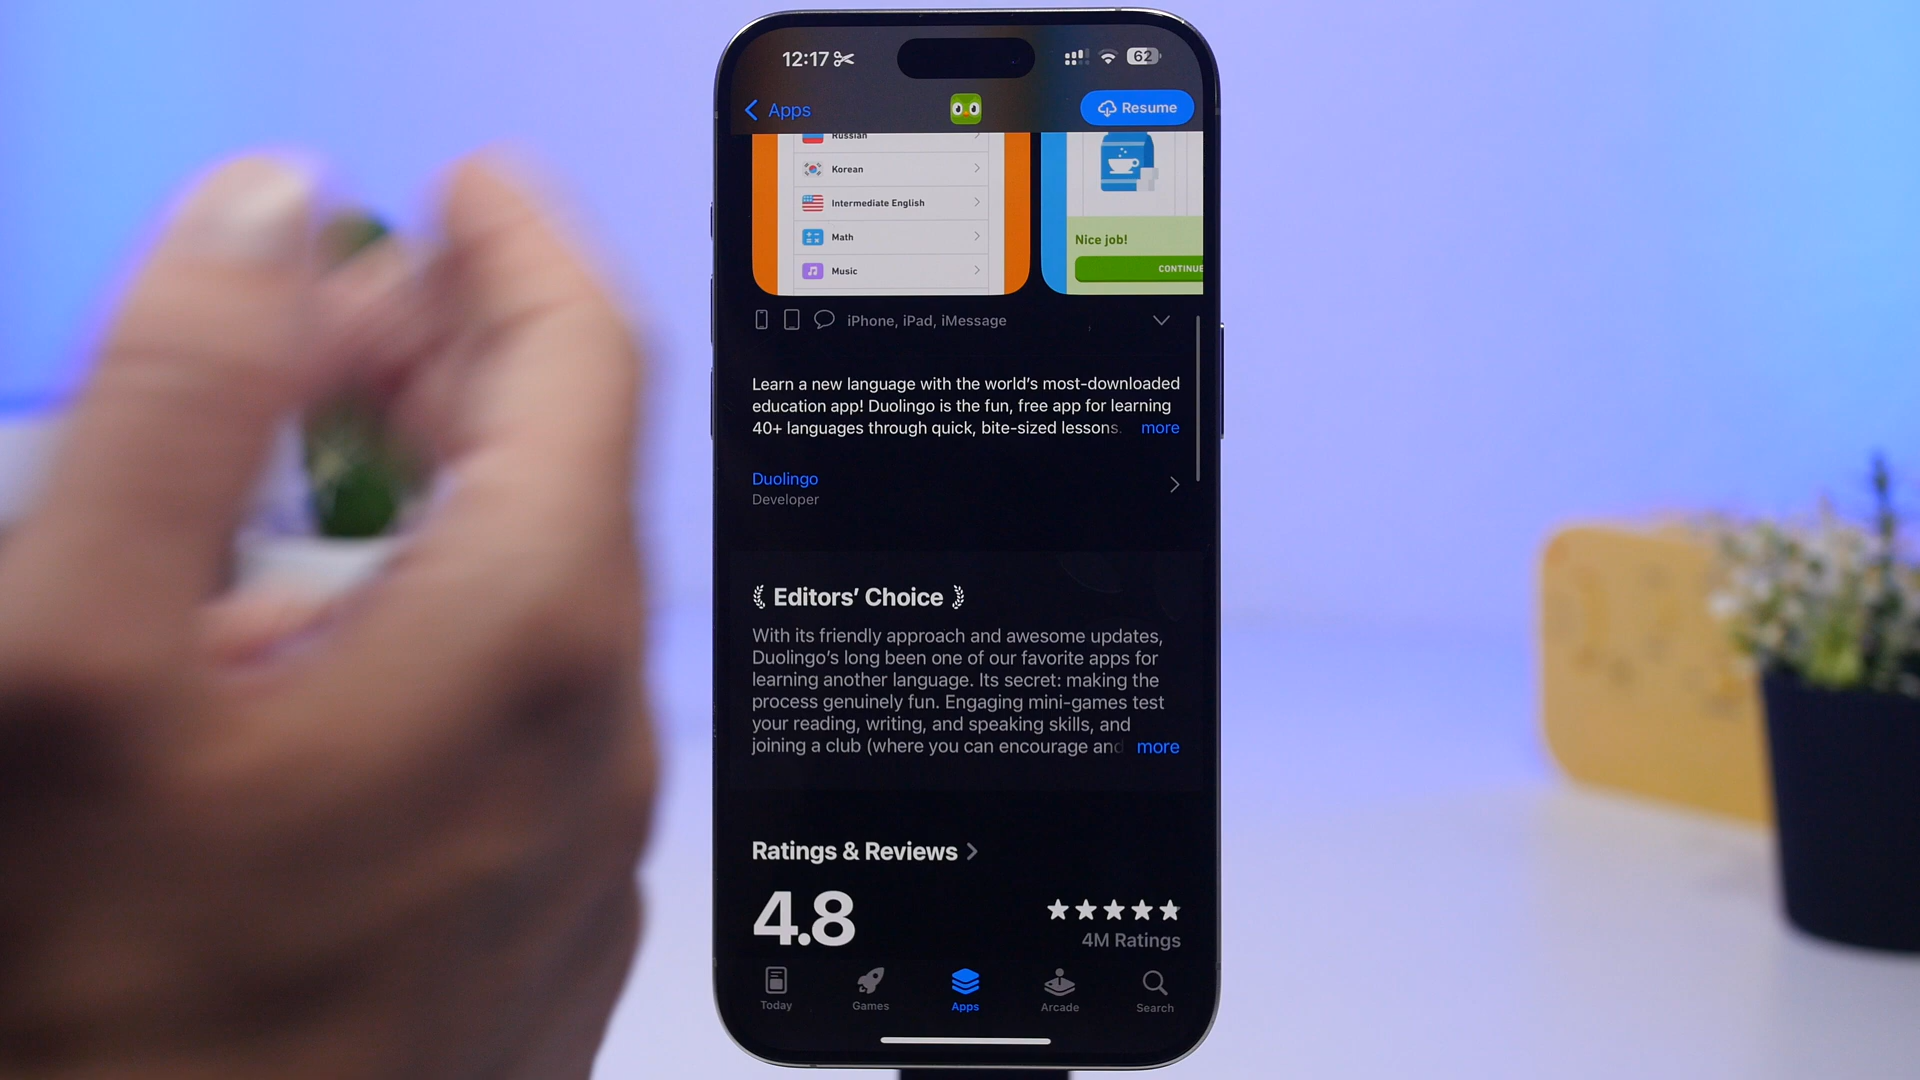 12:17
62
Apps
Resume
Russian
Korean
Intermediate English
Math
Music
Nice job!
CONTINUE
iPhone, iPad, iMessage
Learn a new language with the world's most-downloaded
education app! Duolingo is the fun, free app for learning
40+ languages through quick, bite-sized lessons. more
Duolingo
Developer
Editors' Choice
With its friendly approach and awesome updates,
Duolingo's long been one of our favorite apps for
learning another language. Its secret: making the
process genuinely fun. Engaging mini-games test
your reading, writing, and speaking skills, and
joining a club (where you can encourage and more
Ratings & Reviews
4.8
4M Ratings
Today
Games
Apps
Arcade
Search